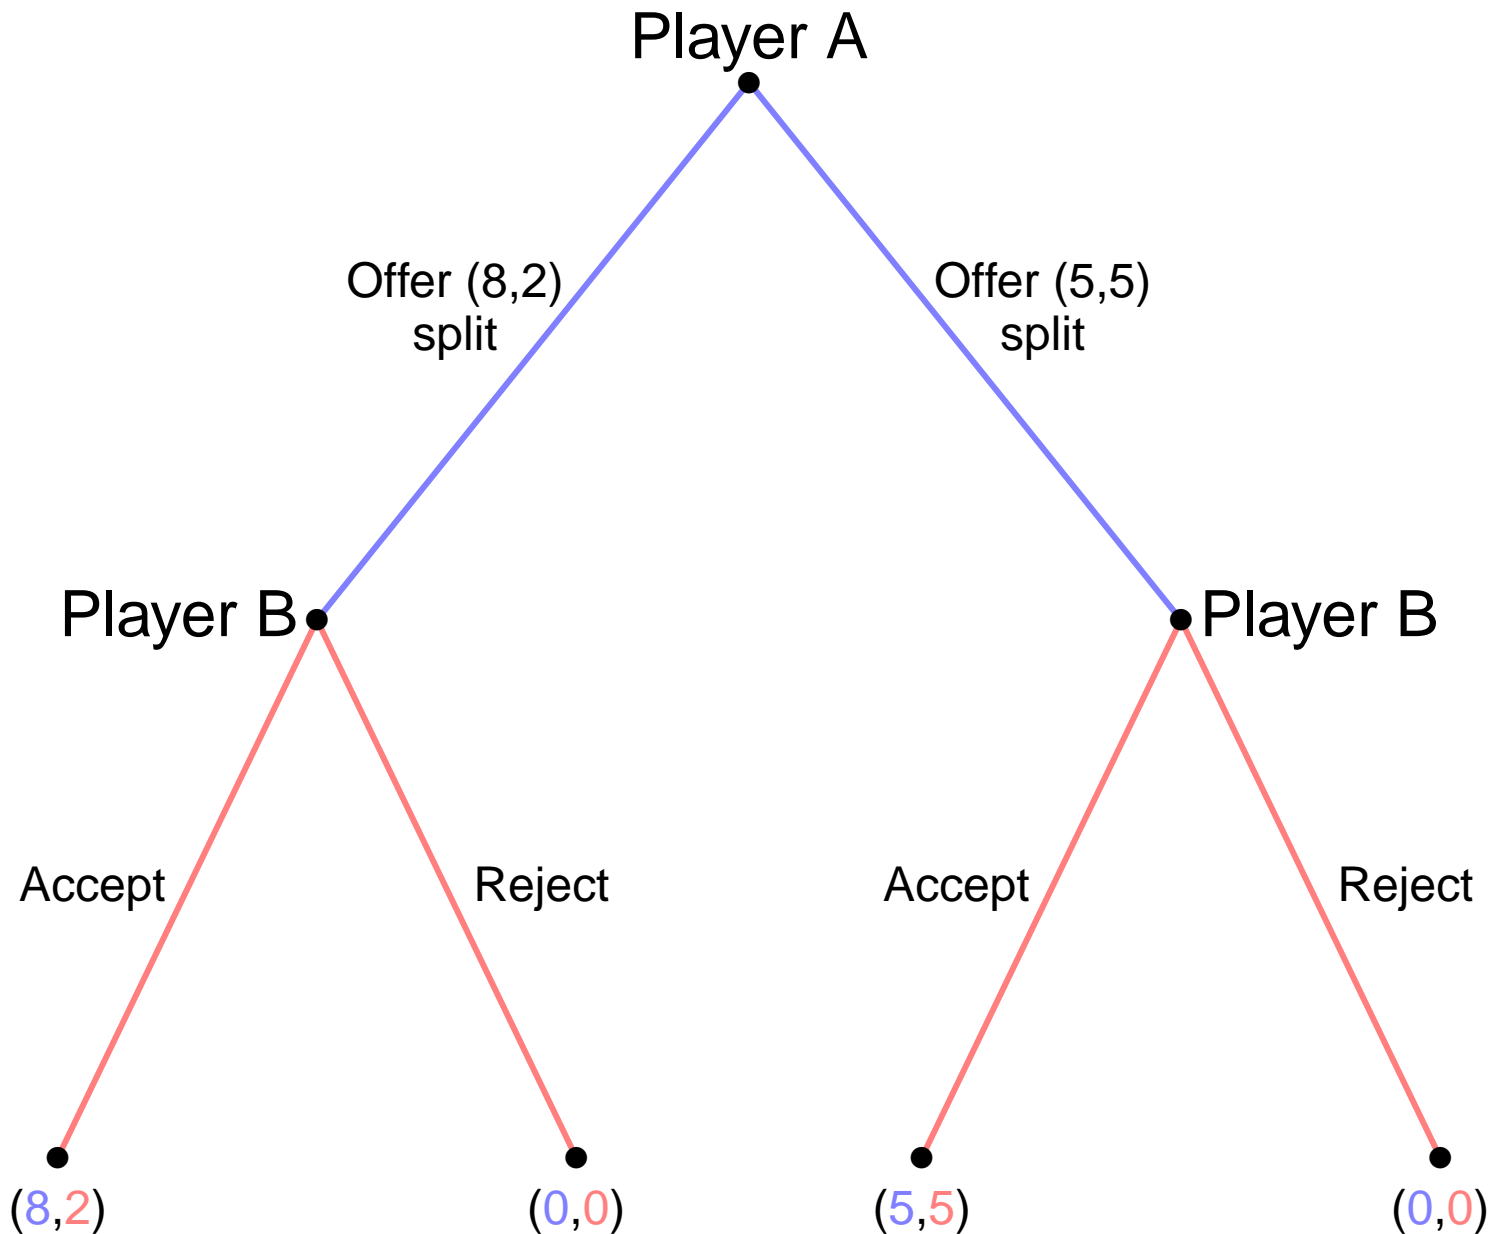 Player A
Offer (8,2)
split
Offer (5,5)
split
Player B
Player B
Accept
Reject
Accept
Reject
(8,2)
(0,0)
(5,5)
(0,0)